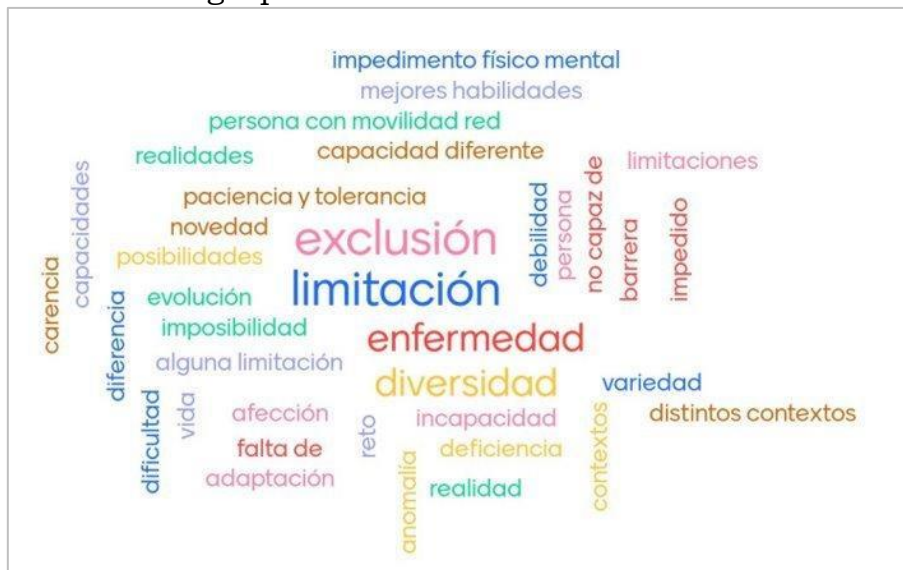 impedimento físico mental
mejores habilidades
persona con movilidad red
realidades
capacidad diferente
limitaciones
capacidades
paciencia y tolerancia
debilidad
persona
no capaz de
barrera
impedido
novedad
exclusión
posibilidades
carencia
evolución
limitación
diferencia
imposibilidad
enfermedad
alguna limitación
diversidad
variedad
dificultad
vida
afección
reto
incapacidad
contextos
distintos contextos
falta de
deficiencia
adaptación
anomalía
realidad